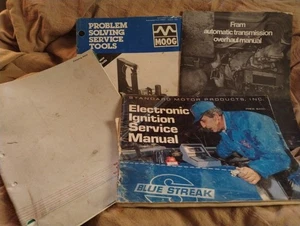 PROBLEM
SOLVING
SERVICE
TOOLS
MOOG
Fram
automatic transmission
overhaul manual
STANDARD MOTOR PRODUCTS, INC.
Electronic
Ignition
Service
Manual
BLUE STREAK